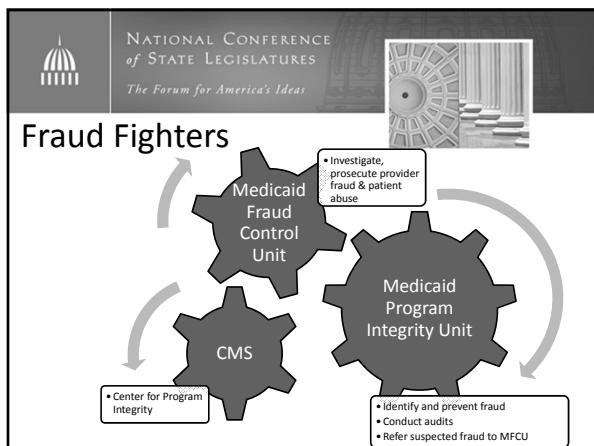 NATIONAL CONFERENCE
of STATE LEGISLATURES
The Forum for America's Ideas
Fraud Fighters
• Investigate,
prosecute provider
fraud & patient
abuse
Medicaid
Fraud
Control
Unit
Medicaid
Program
Integrity Unit
CMS
• Center for Program
Integrity
• Identify and prevent fraud
• Conduct audits
• Refer suspected fraud to MFCU